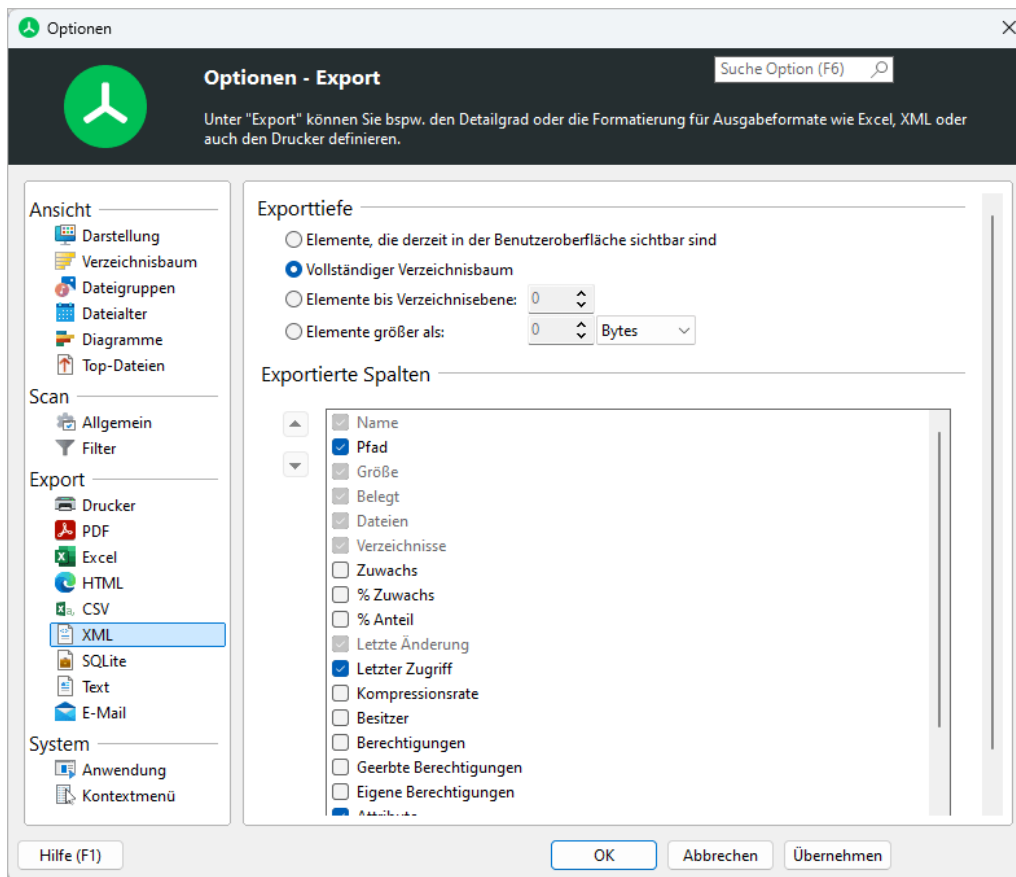 Optionen
Optionen - Export
Suche Option (F6)
Unter "Export" können Sie bspw. den Detailgrad oder die Formatierung für Ausgabeformate wie Excel, XML oder
auch den Drucker definieren.
Ansicht
Darstellung
Verzeichnisbaum
Dateigruppen
Dateialter
Diagramme
Top-Dateien
Scan
Allgemein
Filter
Export
Drucker
PDF
Excel
HTML
CSV
XML
SQLite
Text
E-Mail
System
Anwendung
Kontextmenü
Exporttiefe
Elemente, die derzeit in der Benutzeroberfläche sichtbar sind
Vollständiger Verzeichnisbaum
Elemente bis Verzeichnisebene: 0
Elemente größer als: 0 Bytes
Exportierte Spalten
Name
Pfad
Größe
Belegt
Dateien
Verzeichnisse
Zuwachs
% Zuwachs
% Anteil
Letzte Änderung
Letzter Zugriff
Kompressionsrate
Besitzer
Berechtigungen
Geerbte Berechtigungen
Eigene Berechtigungen
Attribute
Hilfe (F1)
OK
Abbrechen
Übernehmen